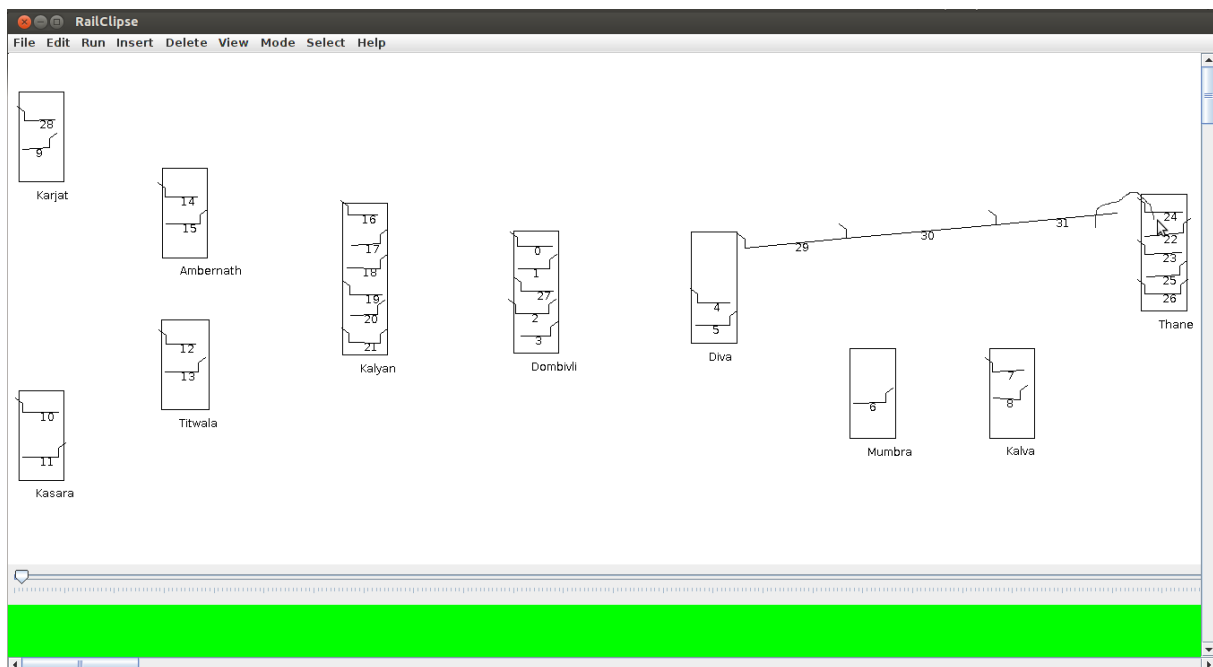 RailClipse
File Edit Run Insert Delete View Mode Select Help
28
9
Karjat
14
15
Ambernath
16
17
18
19
20
21
Kalyan
0
1
27
2
3
Dombivli
4
5
Diva
29
30
31
24
22
23
25
26
Thane
12
13
Titwala
10
11
Kasara
6
Mumbra
7
8
Kalva